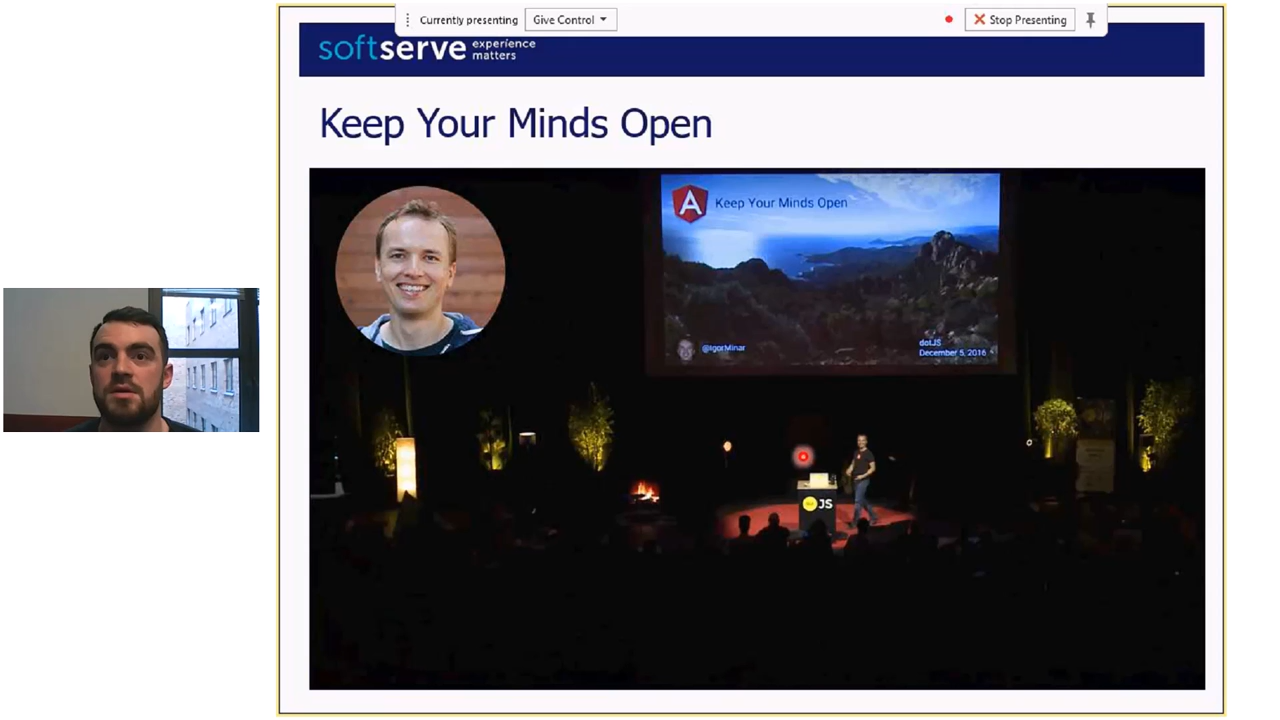 Currently presenting
Give Control
Stop Presenting
softserve experience
matters
Keep Your Minds Open
A
Keep Your Minds Open
@IgorMinar
dotJS
December 5, 2016
JS